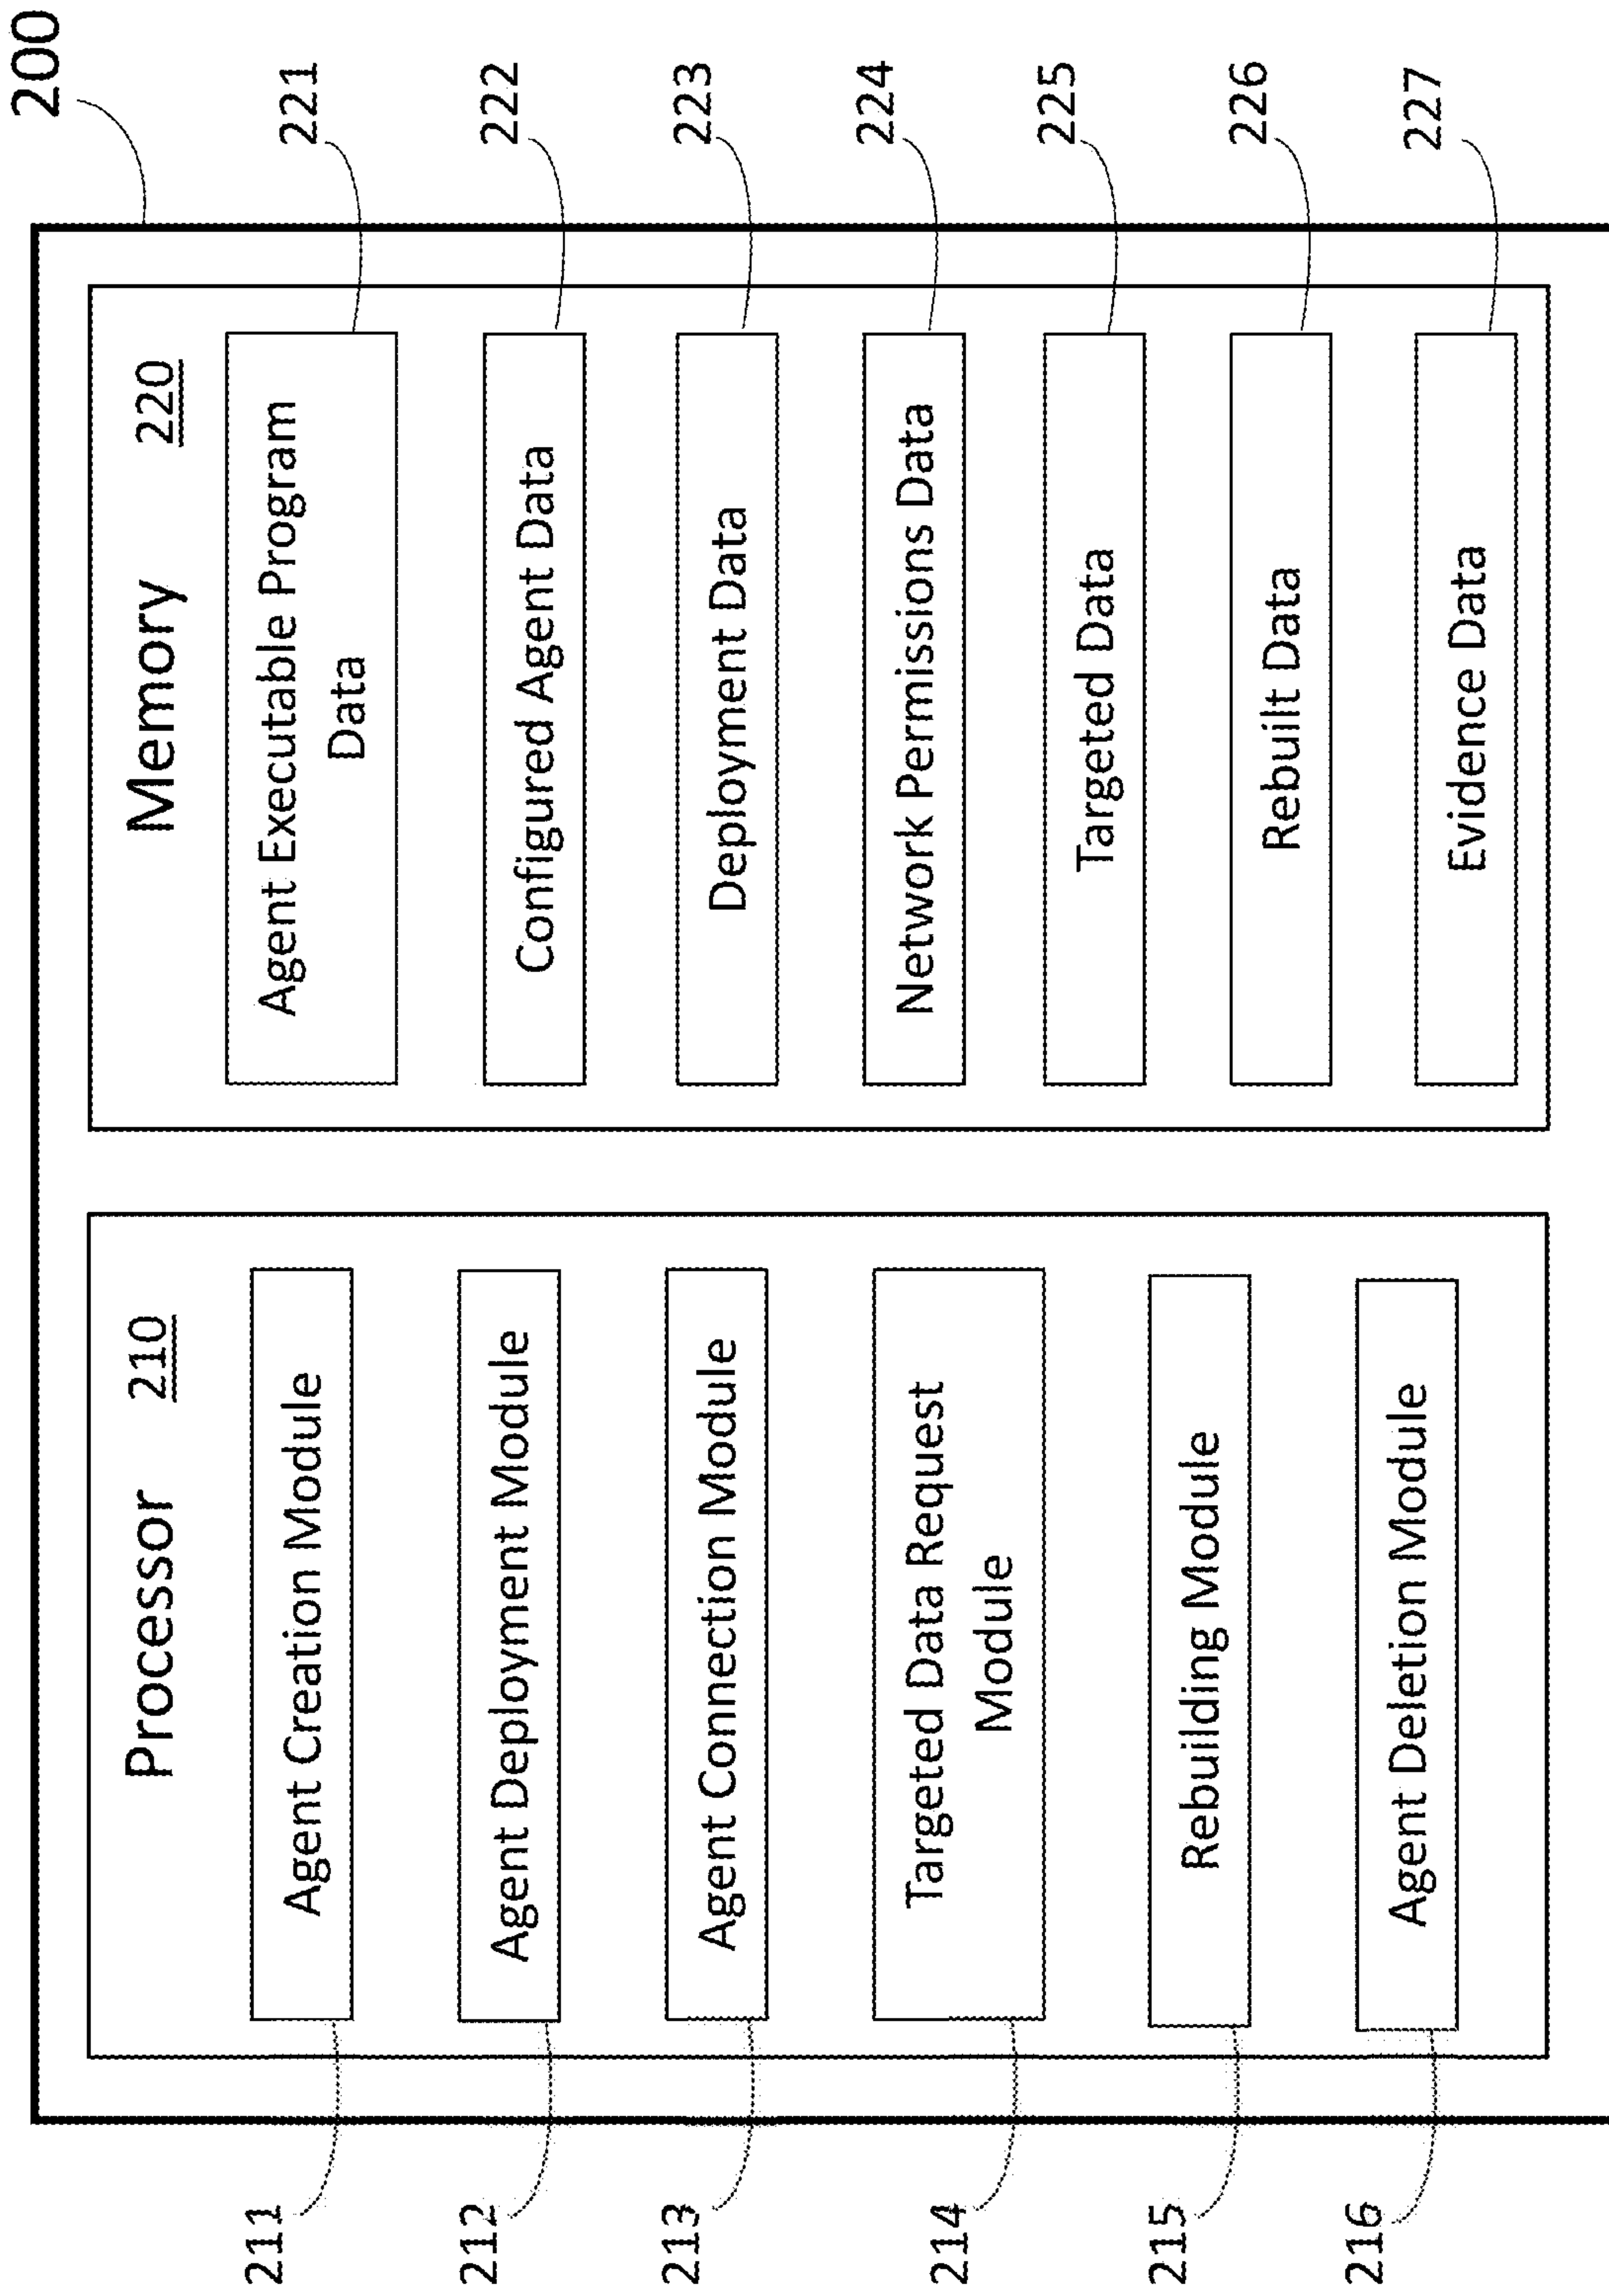 200
Processor 210
211
Agent Creation Module
212
Agent Deployment Module
213
Agent Connection Module
214
Targeted Data Request
Module
215
Rebuilding Module
216
Agent Deletion Module
Memory 220
Agent Executable Program
Data
221
Configured Agent Data
222
Deployment Data
223
Network Permissions Data
224
Targeted Data
225
Rebuilt Data
226
Evidence Data
227